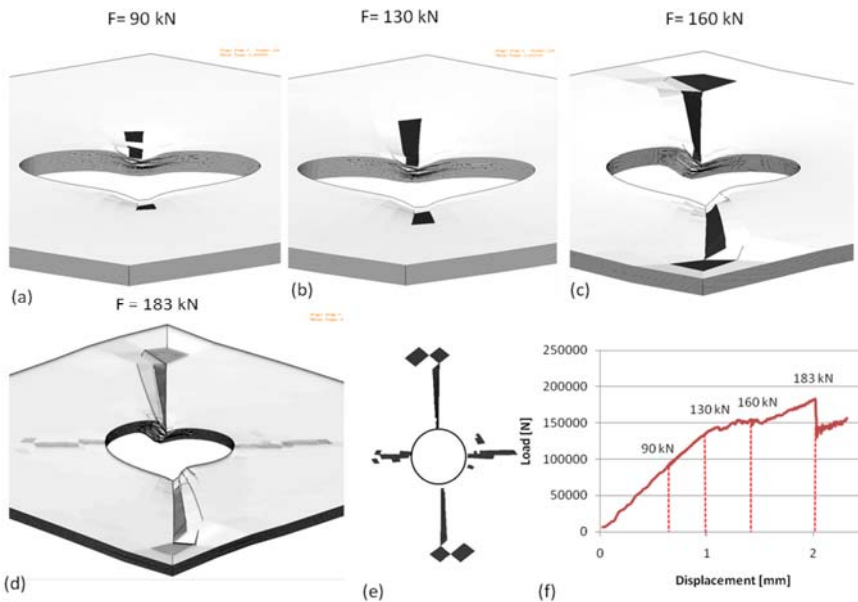 F= 90 kN
F= 130 kN
F= 160 kN
(a)
(b)
(c)
F = 183 kN
(d)
(e)
(f)
250000
200000
150000
100000
50000
0
Load [N]
90 kN
130 kN
160 kN
183 kN
0
1
2
Displacement [mm]